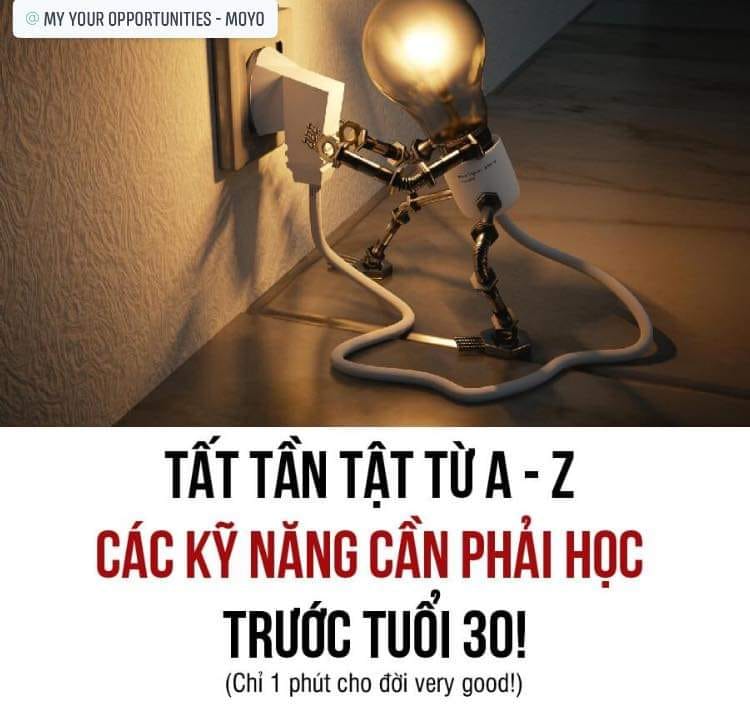 @ MY YOUR OPPORTUNITIES - MOYO
TẤT TẦN TẬT TỪ A - Z
CÁC KỸ NĂNG CẦN PHẢI HỌC
TRƯỚC TUỔI 30!
(Chỉ 1 phút cho đời very good!)